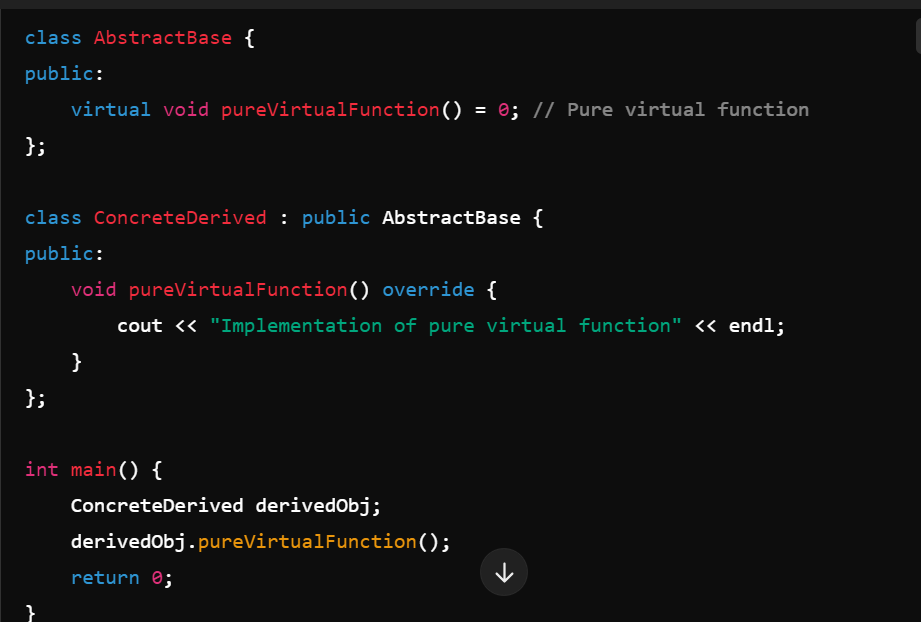 class AbstractBase {
public:
    virtual void pureVirtualFunction() = 0; // Pure virtual function
};
class ConcreteDerived : public AbstractBase {
public:
    void pureVirtualFunction() override {
        cout << "Implementation of pure virtual function" << endl;
    }
};
int main() {
    ConcreteDerived derivedObj;
    derivedObj.pureVirtualFunction();
    return 0;
}